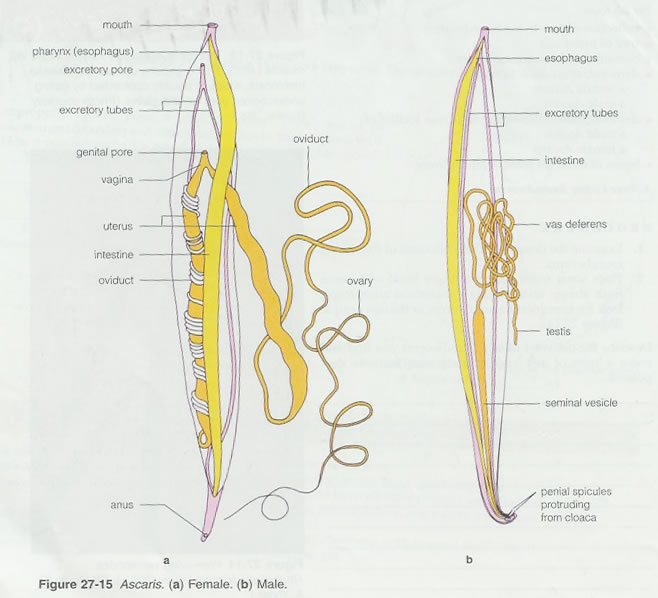 mouth
pharynx (esophagus)
excretory pore
excretory tubes
genital pore
vagina
uterus
intestine
oviduct
anus
oviduct
ovary
a
mouth
esophagus
excretory tubes
intestine
vas deferens
testis
seminal vesicle
penial spicules
protruding
from cloaca
b
Figure 27-15 Ascaris. (a) Female. (b) Male.